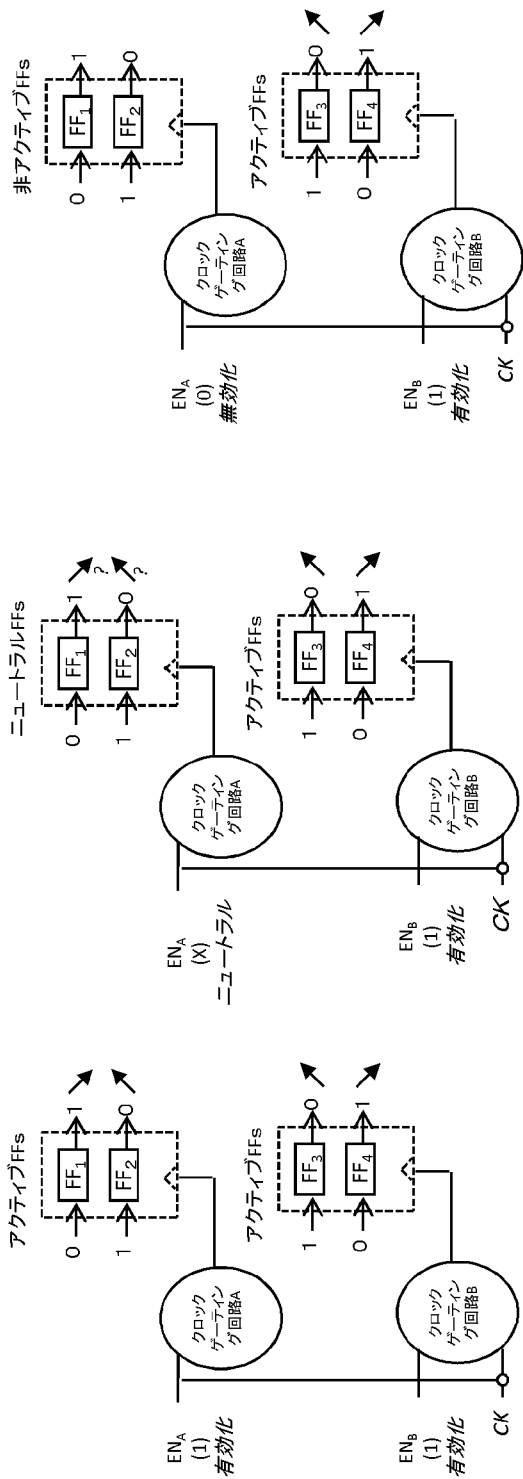 アクティブFFs
0 FF1 1
1 FF2 0
ENA
(1)
有効化
クロック
ゲーティン
グ回路A
アクティブFFs
1 FF3 0
0 FF4 1
ENB
(1)
有効化
クロック
ゲーティン
グ回路B
CK
ニュートラルFFs
0 FF1 1 ?
1 FF2 0 ?
ENA
(X)
ニュートラル
クロック
ゲーティン
グ回路A
アクティブFFs
1 FF3 0
0 FF4 1
ENB
(1)
有効化
クロック
ゲーティン
グ回路B
CK
非アクティブFFs
0 FF1 1
1 FF2 0
ENA
(0)
無効化
クロック
ゲーティン
グ回路A
アクティブFFs
1 FF3 0
0 FF4 1
ENB
(1)
有効化
クロック
ゲーティン
グ回路B
CK